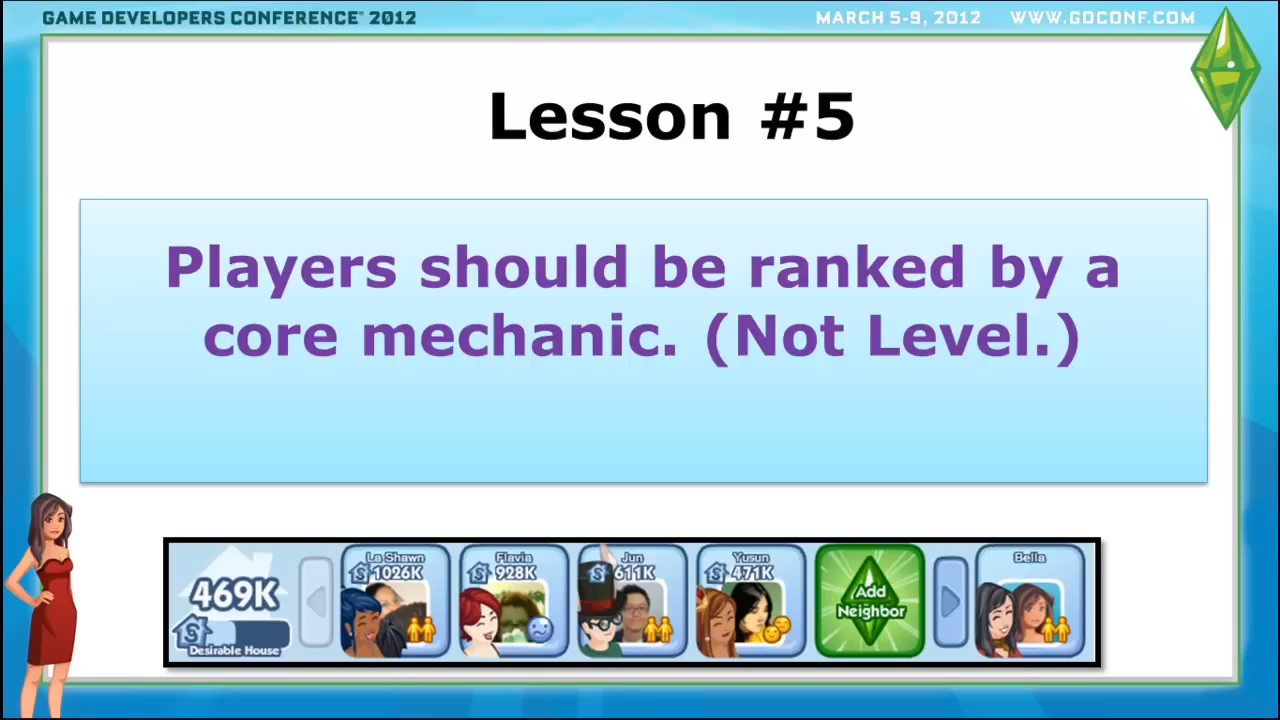 GAME DEVELOPERS CONFERENCE® 2012
MARCH 5-9, 2012 WWW.GDCONF.COM
Lesson #5
Players should be ranked by a
core mechanic. (Not Level.)
469K
Desirable House
La Shawn
1026K
Flavia
928K
Jun
611K
Yusun
471K
Add
Neighbor
Bella